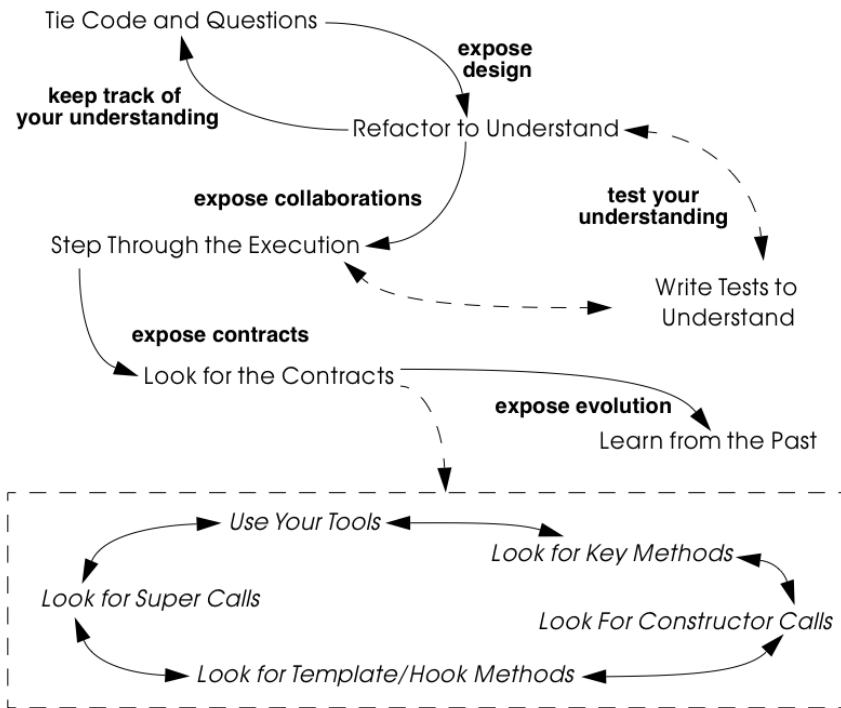 Tie Code and Questions
expose
design
keep track of
your understanding
Refactor to Understand
expose collaborations
test your
understanding
Step Through the Execution
Write Tests to
Understand
expose contracts
Look for the Contracts
expose evolution
Learn from the Past
Use Your Tools
Look for Key Methods
Look for Super Calls
Look For Constructor Calls
Look for Template/Hook Methods